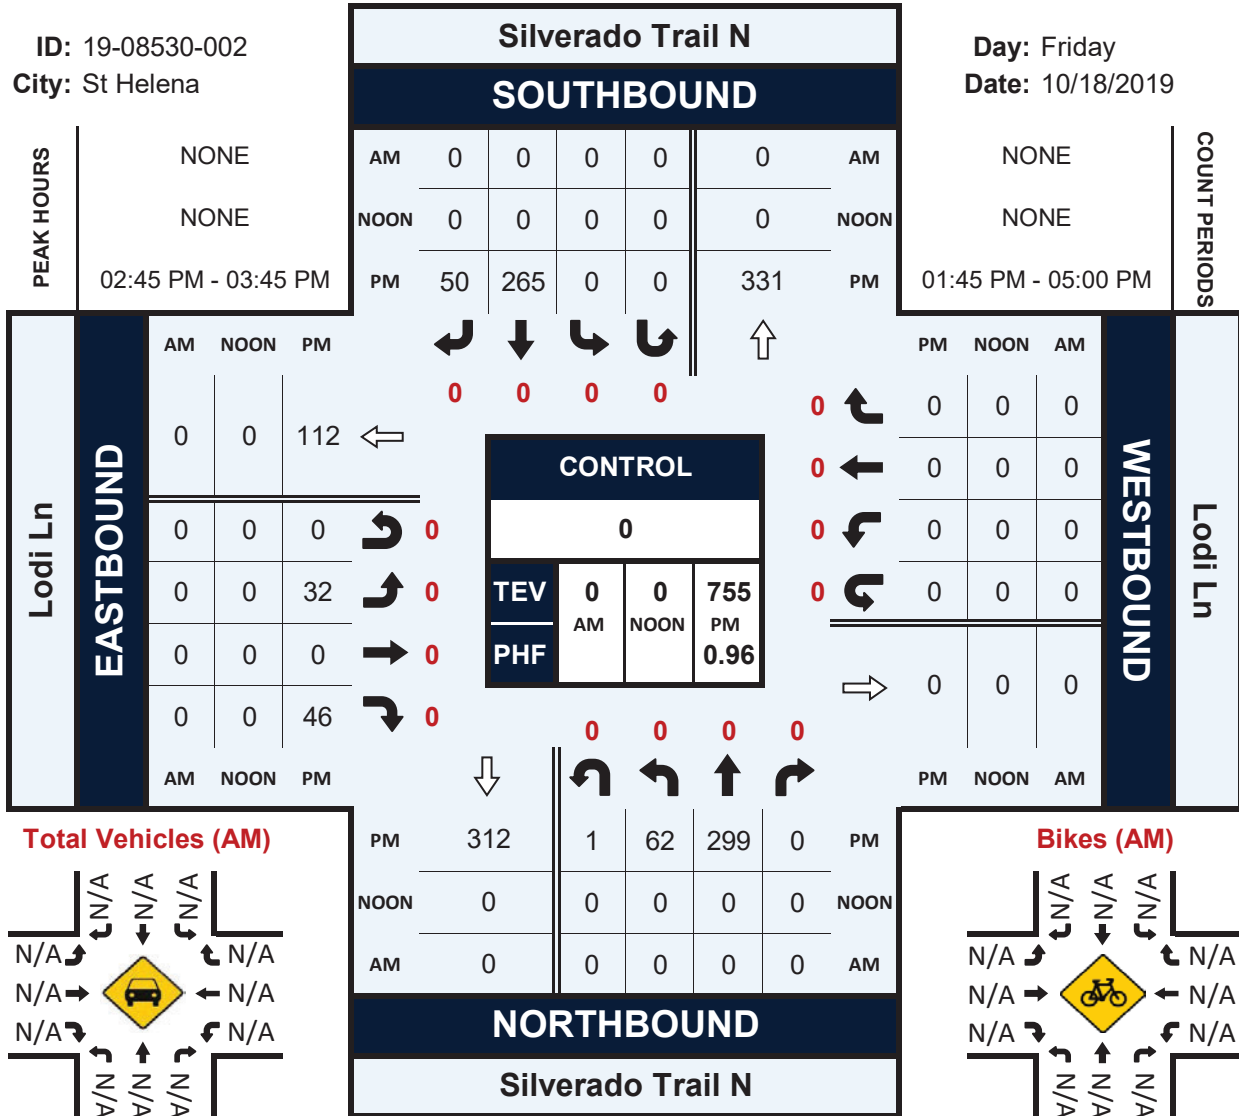 Silverado Trail N
SOUTHBOUND
ID: 19-08530-002
City: St Helena
Day: Friday
Date: 10/18/2019
PEAK HOURS
NONE
NONE
02:45 PM - 03:45 PM
AM 0 0 0 0 0 AM
NOON 0 0 0 0 0 NOON
PM 50 265 0 0 331 PM
NONE
NONE
01:45 PM - 05:00 PM
COUNT PERIODS
0 0 0 0
Lodi Ln
EASTBOUND
AM NOON PM
0 0 112
0 0 0 0
0 0 32 0
0 0 0 0
0 0 46 0
AM NOON PM
CONTROL
0
TEV 0 0 755
AM NOON PM
PHF 0.96
PM NOON AM
0 0 0 0
0 0 0 0
0 0 0 0
0 0 0 0
0 0 0
PM NOON AM
WESTBOUND
Lodi Ln
0 0 0 0
PM 312 1 62 299 0 PM
NOON 0 0 0 0 0 NOON
AM 0 0 0 0 0 AM
NORTHBOUND
Silverado Trail N
Total Vehicles (AM)
N/A N/A N/A
N/A N/A
N/A N/A
N/A N/A
N/A N/A N/A
Bikes (AM)
N/A N/A N/A
N/A N/A
N/A N/A
N/A N/A
N/A N/A N/A